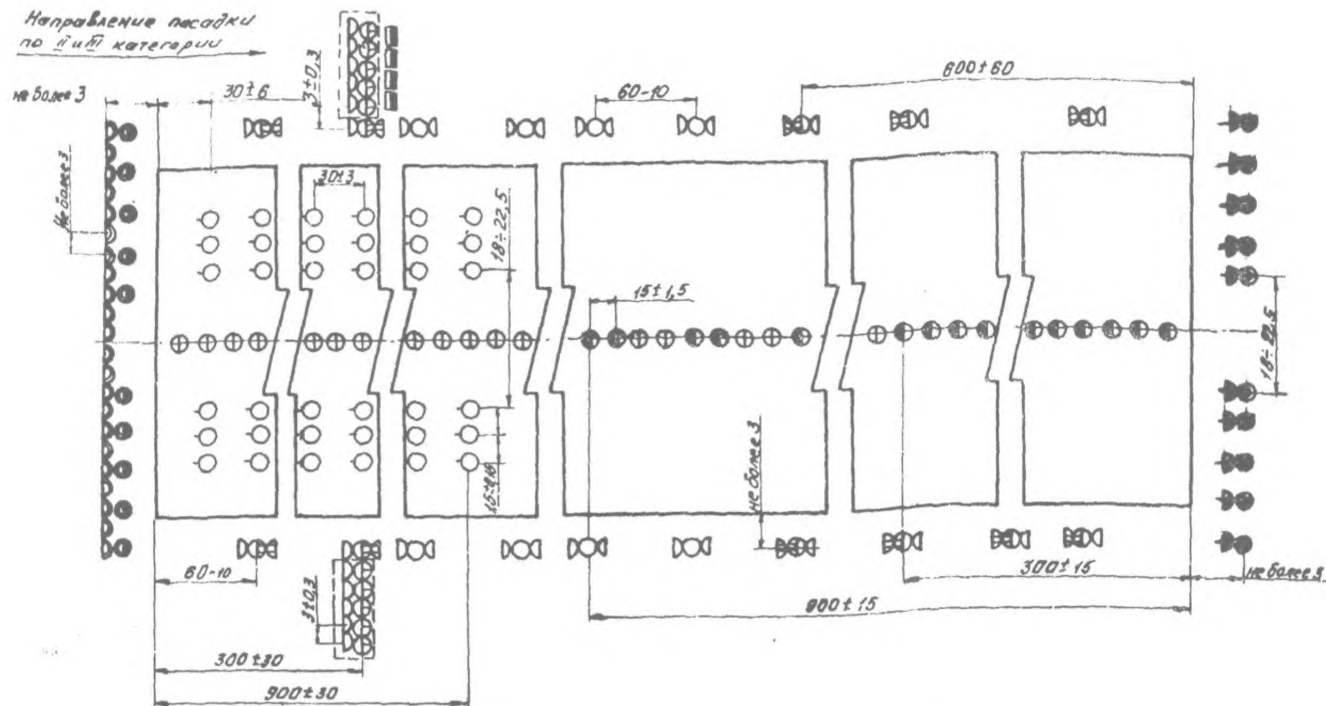 Направление посадки
по II и III категории
не более 3
30±6
3±0,3
60-10
600±60
Не более 3
30±3
18÷22,5
15±1,5
18÷22,5
не более 3
60-10
3±0,3
300±15
не более 3
900±15
300±30
900±30